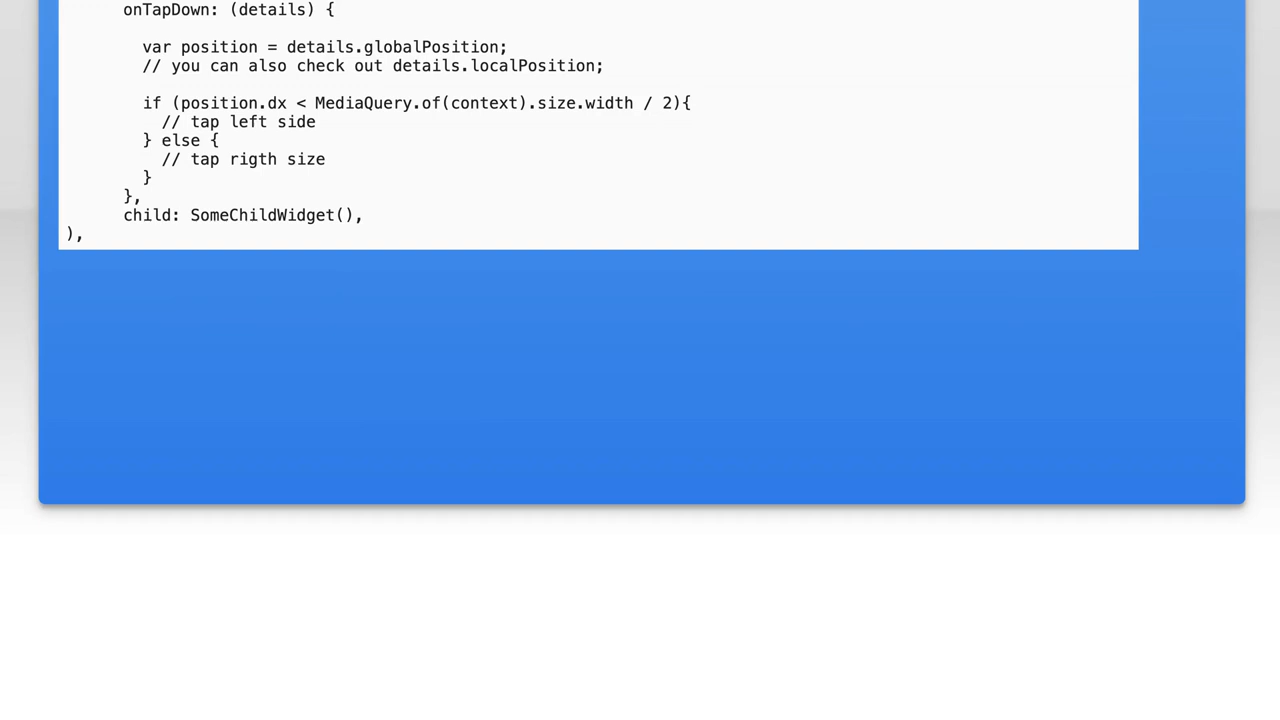 onTapDown: (details) {
var position = details.globalPosition;
// you can also check out details.localPosition;
if (position.dx < MediaQuery.of(context).size.width / 2){
// tap left side
} else {
// tap rigth size
}
},
child: SomeChildWidget(),
),